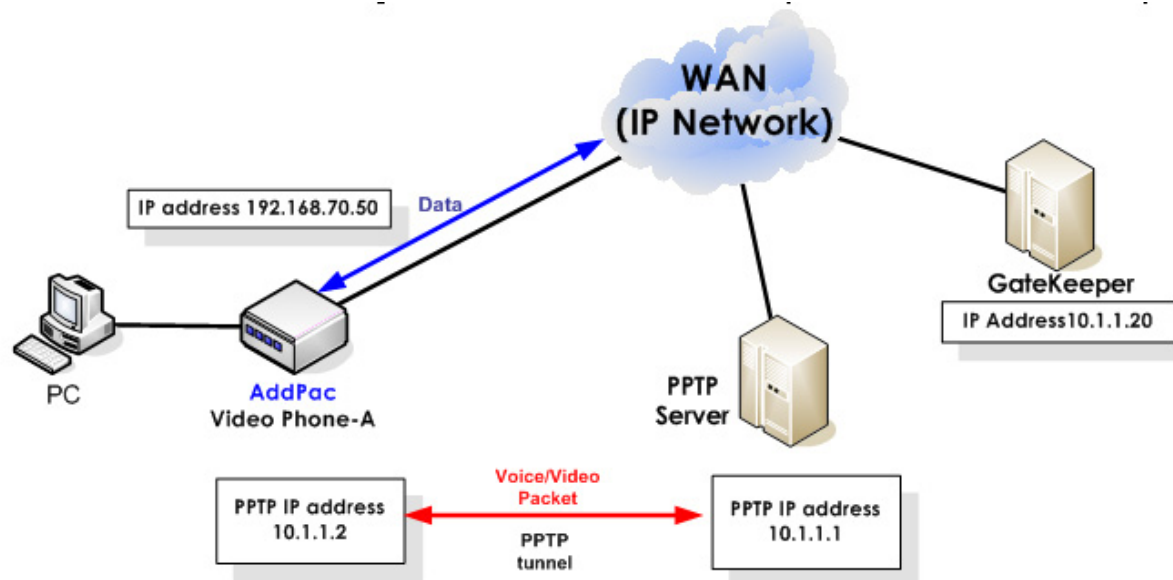 WAN
(IP Network)
IP address 192.168.70.50
Data
GateKeeper
IP Address10.1.1.20
PC
AddPac
Video Phone-A
PPTP
Server
PPTP IP address
10.1.1.2
Voice/Video
Packet
PPTP
tunnel
PPTP IP address
10.1.1.1